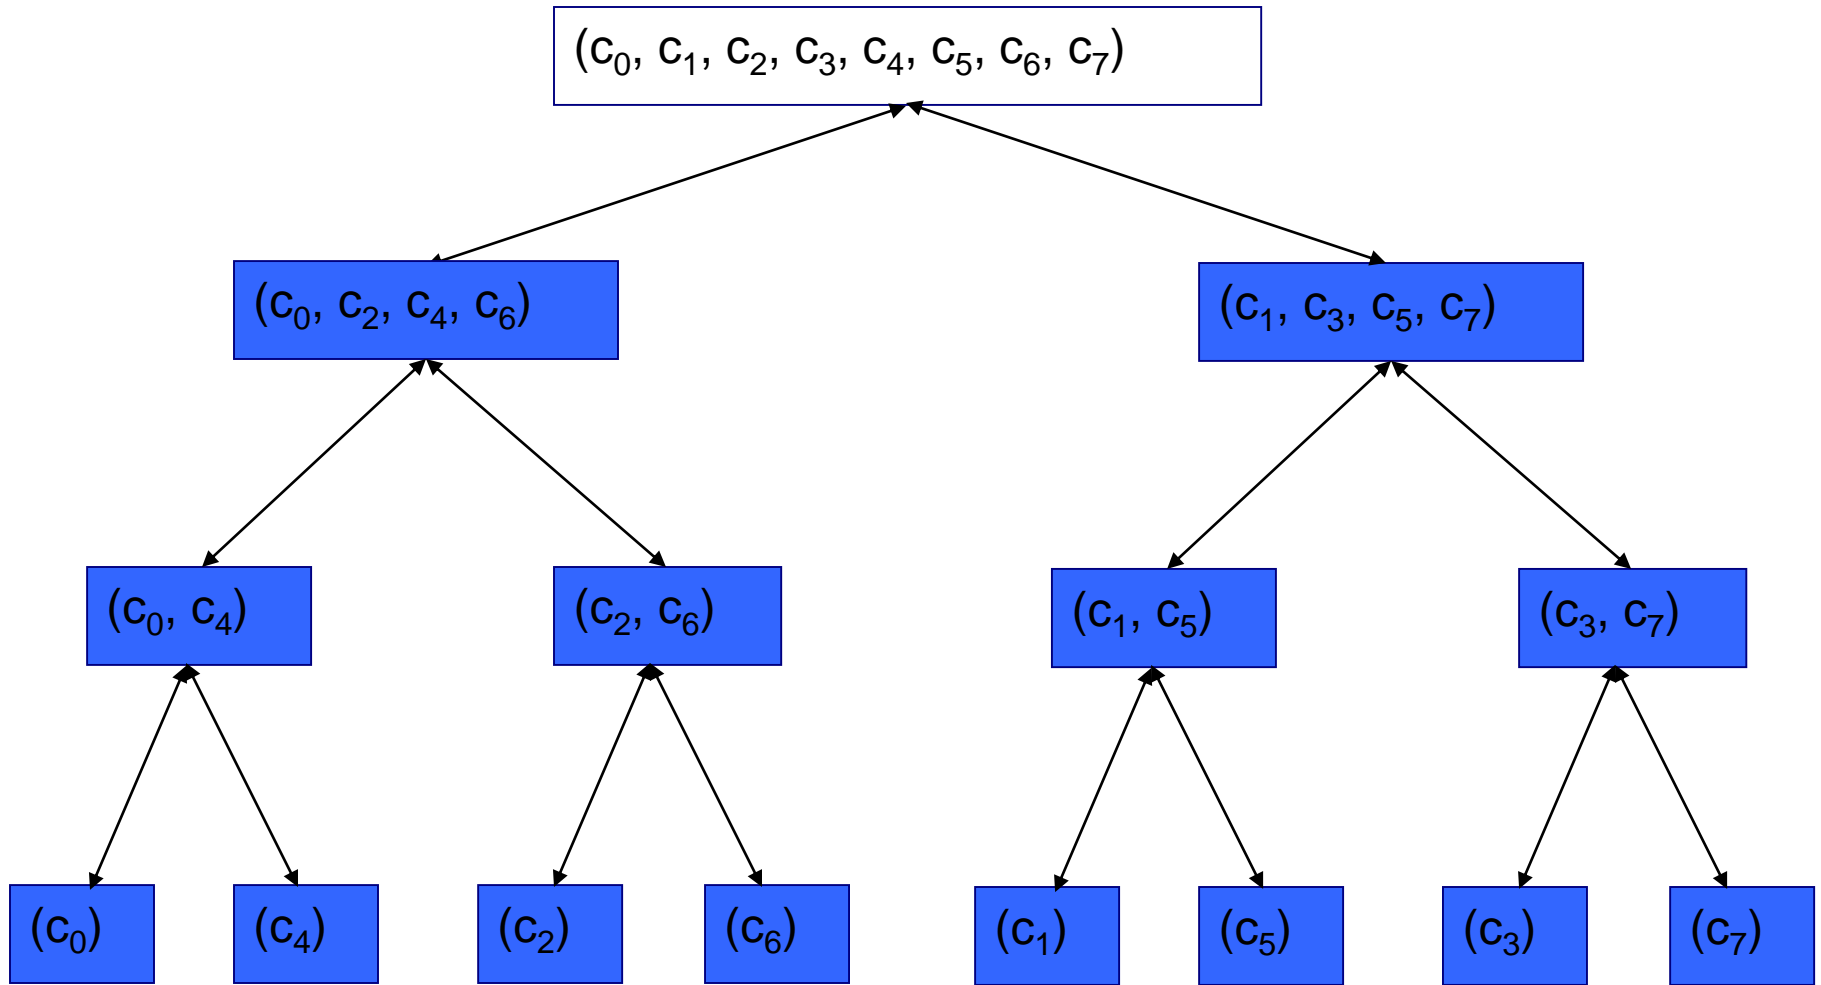 (c₀, c₁, c₂, c₃, c₄, c₅, c₆, c₇)
(c₀, c₂, c₄, c₆)
(c₁, c₃, c₅, c₇)
(c₀, c₄)
(c₂, c₆)
(c₁, c₅)
(c₃, c₇)
(c₀)
(c₄)
(c₂)
(c₆)
(c₁)
(c₅)
(c₃)
(c₇)